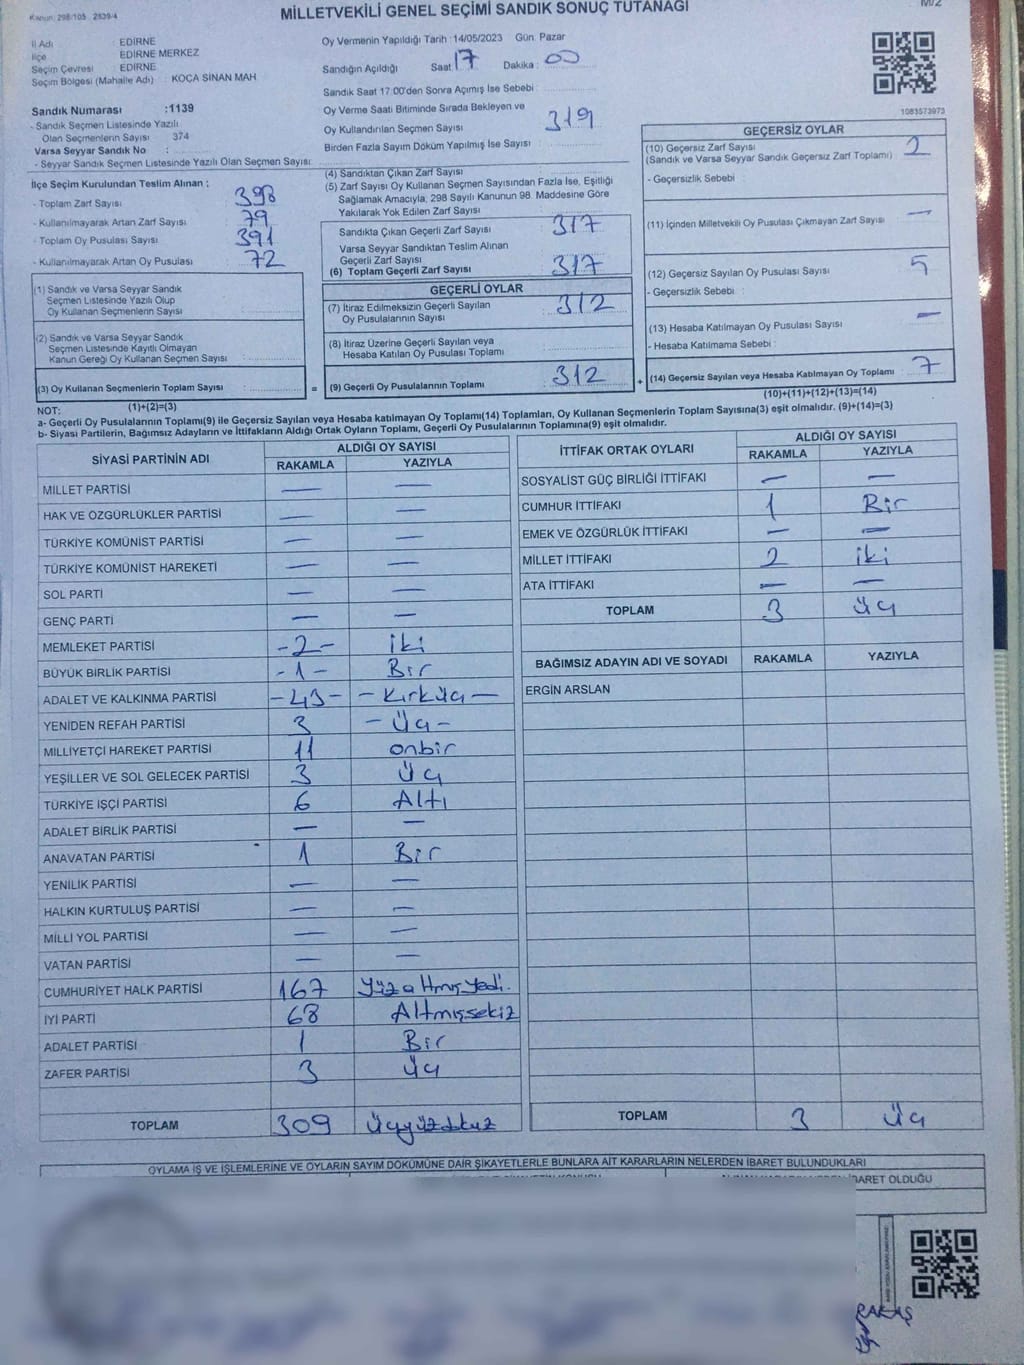 Kanun: 298/105 2839/4
MİLLETVEKİLİ GENEL SEÇİMİ SANDIK SONUÇ TUTANAĞI
M/2
İl Adı : EDİRNE
İlçe : EDİRNE MERKEZ
Seçim Çevresi : EDİRNE
Seçim Bölgesi (Mahalle Adı) : KOCA SİNAN MAH
Sandık Numarası :1139
- Sandık Seçmen Listesinde Yazılı
Olan Seçmenlerin Sayısı 374
Varsa Seyyar Sandık No :
- Seyyar Sandık Seçmen Listesinde Yazılı Olan Seçmen Sayısı:
Oy Vermenin Yapıldığı Tarih :14/05/2023 Gün: Pazar
Sandığın Açıldığı Saat 17 Dakika : 00
Sandık Saat 17:00'den Sonra Açımış İse Sebebi :
Oy Verme Saati Bitiminde Sırada Bekleyen ve
Oy Kullandırılan Seçmen Sayısı 319
Birden Fazla Sayım Döküm Yapılmış İse Sayısı :
1081573973
İlçe Seçim Kurulundan Teslim Alınan :
- Toplam Zarf Sayısı 398
- Kullanılmayarak Artan Zarf Sayısı 79
- Toplam Oy Pusulası Sayısı 391
- Kullanılmayarak Artan Oy Pusulası 72
(1) Sandık ve Varsa Seyyar Sandık
Seçmen Listesinde Yazılı Olup
Oy Kullanan Seçmenlerin Sayısı :
(2) Sandık ve Varsa Seyyar Sandık
Seçmen Listesinde Kayıtlı Olmayan
Kanun Gereği Oy Kullanan Seçmen Sayısı :
(3) Oy Kullanan Seçmenlerin Toplam Sayısı :
(4) Sandıktan Çıkan Zarf Sayısı :
(5) Zarf Sayısı Oy Kullanan Seçmen Sayısından Fazla İse, Eşitliği
Sağlamak Amacıyla, 298 Sayılı Kanunun 98. Maddesine Göre
Yakılarak Yok Edilen Zarf Sayısı :
Sandıkta Çıkan Geçerli Zarf Sayısı 317
Varsa Seyyar Sandıktan Teslim Alınan
Geçerli Zarf Sayısı
(6) Toplam Geçerli Zarf Sayısı 317
GEÇERLİ OYLAR
(7) İtiraz Edilmeksizin Geçerli Sayılan
Oy Pusulalarının Sayısı 312
(8) İtiraz Üzerine Geçerli Sayılan veya
Hesaba Katılan Oy Pusulası Toplamı
= (9) Geçerli Oy Pusulalarının Toplamı 312
GEÇERSİZ OYLAR
(10) Geçersiz Zarf Sayısı : 2
(Sandık ve Varsa Seyyar Sandık Geçersiz Zarf Toplamı)
- Geçersizlik Sebebi :
(11) İçinden Milletvekili Oy Pusulası Çıkmayan Zarf Sayısı —
(12) Geçersiz Sayılan Oy Pusulası Sayısı 5
- Geçersizlik Sebebi :
(13) Hesaba Katılmayan Oy Pusulası Sayısı —
- Hesaba Katılmama Sebebi :
+ (14) Geçersiz Sayılan veya Hesaba Katılmayan Oy Toplamı : 7
NOT: (1)+(2)=(3)
(10)+(11)+(12)+(13)=(14)
a- Geçerli Oy Pusulalarının Toplamı(9) ile Geçersiz Sayılan veya Hesaba katılmayan Oy Toplamı(14) Toplamları, Oy Kullanan Seçmenlerin Toplam Sayısına(3) eşit olmalıdır. (9)+(14)=(3)
b- Siyasi Partilerin, Bağımsız Adayların ve İttifakların Aldığı Ortak Oyların Toplamı, Geçerli Oy Pusulalarının Toplamına(9) eşit olmalıdır.
SİYASİ PARTİNİN ADI ALDIĞI OY SAYISI
RAKAMLA YAZIYLA
MİLLET PARTİSİ — —
HAK VE ÖZGÜRLÜKLER PARTİSİ — —
TÜRKİYE KOMÜNİST PARTİSİ — —
TÜRKİYE KOMÜNİST HAREKETİ — —
SOL PARTİ — —
GENÇ PARTİ — —
MEMLEKET PARTİSİ -2- iki
BÜYÜK BİRLİK PARTİSİ -1- Bir
ADALET VE KALKINMA PARTİSİ -43- - Kırküç -
YENİDEN REFAH PARTİSİ 3 - Üç -
MİLLİYETÇİ HAREKET PARTİSİ 11 onbir
YEŞİLLER VE SOL GELECEK PARTİSİ 3 Üç
TÜRKİYE İŞÇİ PARTİSİ 6 Altı
ADALET BİRLİK PARTİSİ — —
ANAVATAN PARTİSİ 1 Bir
YENİLİK PARTİSİ — —
HALKIN KURTULUŞ PARTİSİ — —
MİLLİ YOL PARTİSİ — —
VATAN PARTİSİ — —
CUMHURİYET HALK PARTİSİ 167 Yüzaltmışyedi.
İYİ PARTİ 68 Altmışsekiz
ADALET PARTİSİ 1 Bir
ZAFER PARTİSİ 3 Üç
TOPLAM 309 Üçyüzdokuz
İTTİFAK ORTAK OYLARI ALDIĞI OY SAYISI
RAKAMLA YAZIYLA
SOSYALİST GÜÇ BİRLİĞİ İTTİFAKI — —
CUMHUR İTTİFAKI 1 Bir
EMEK VE ÖZGÜRLÜK İTTİFAKI — —
MİLLET İTTİFAKI 2 iki
ATA İTTİFAKI — —
TOPLAM 3 Üç
BAĞIMSIZ ADAYIN ADI VE SOYADI RAKAMLA YAZIYLA
ERGİN ARSLAN
TOPLAM 3 Üç
OYLAMA İŞ VE İŞLEMLERİNE VE OYLARIN SAYIM DÖKÜMÜNE DAİR ŞİKAYETLERLE BUNLARA AİT KARARLARIN NELERDEN İBARET BULUNDUKLARI
İBARET OLDUĞU